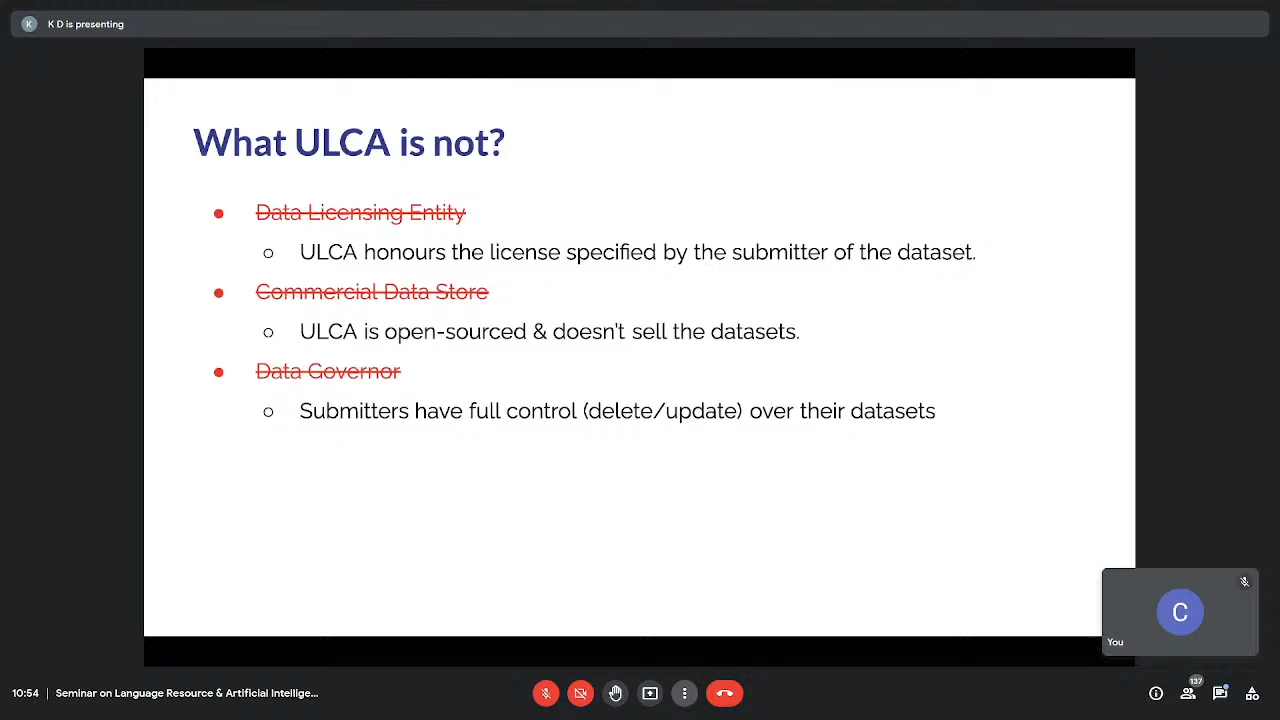 K
K D is presenting
What ULCA is not?
Data Licensing Entity
ULCA honours the license specified by the submitter of the dataset.
Commercial Data Store
ULCA is open-sourced & doesn't sell the datasets.
Data Governor
Submitters have full control (delete/update) over their datasets
C
You
10:54 | Seminar on Language Resource & Artificial Intellige...
137